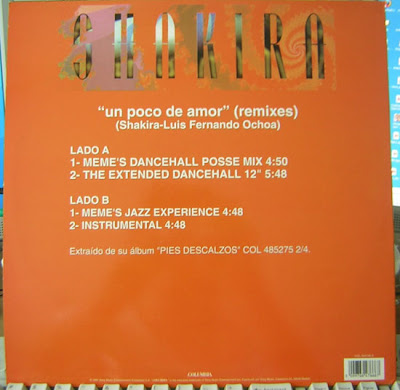 SHAKIRA
"un poco de amor" (remixes)
(Shakira-Luis Fernando Ochoa)
LADO A
1- MEME'S DANCEHALL POSSE MIX 4:50
2- THE EXTENDED DANCEHALL 12" 5:48
LADO B
1- MEME'S JAZZ EXPERIENCE 4:48
2- INSTRUMENTAL 4:48
Extraído de su álbum "PIES DESCALZOS" COL 485275 2/4.
COLUMBIA